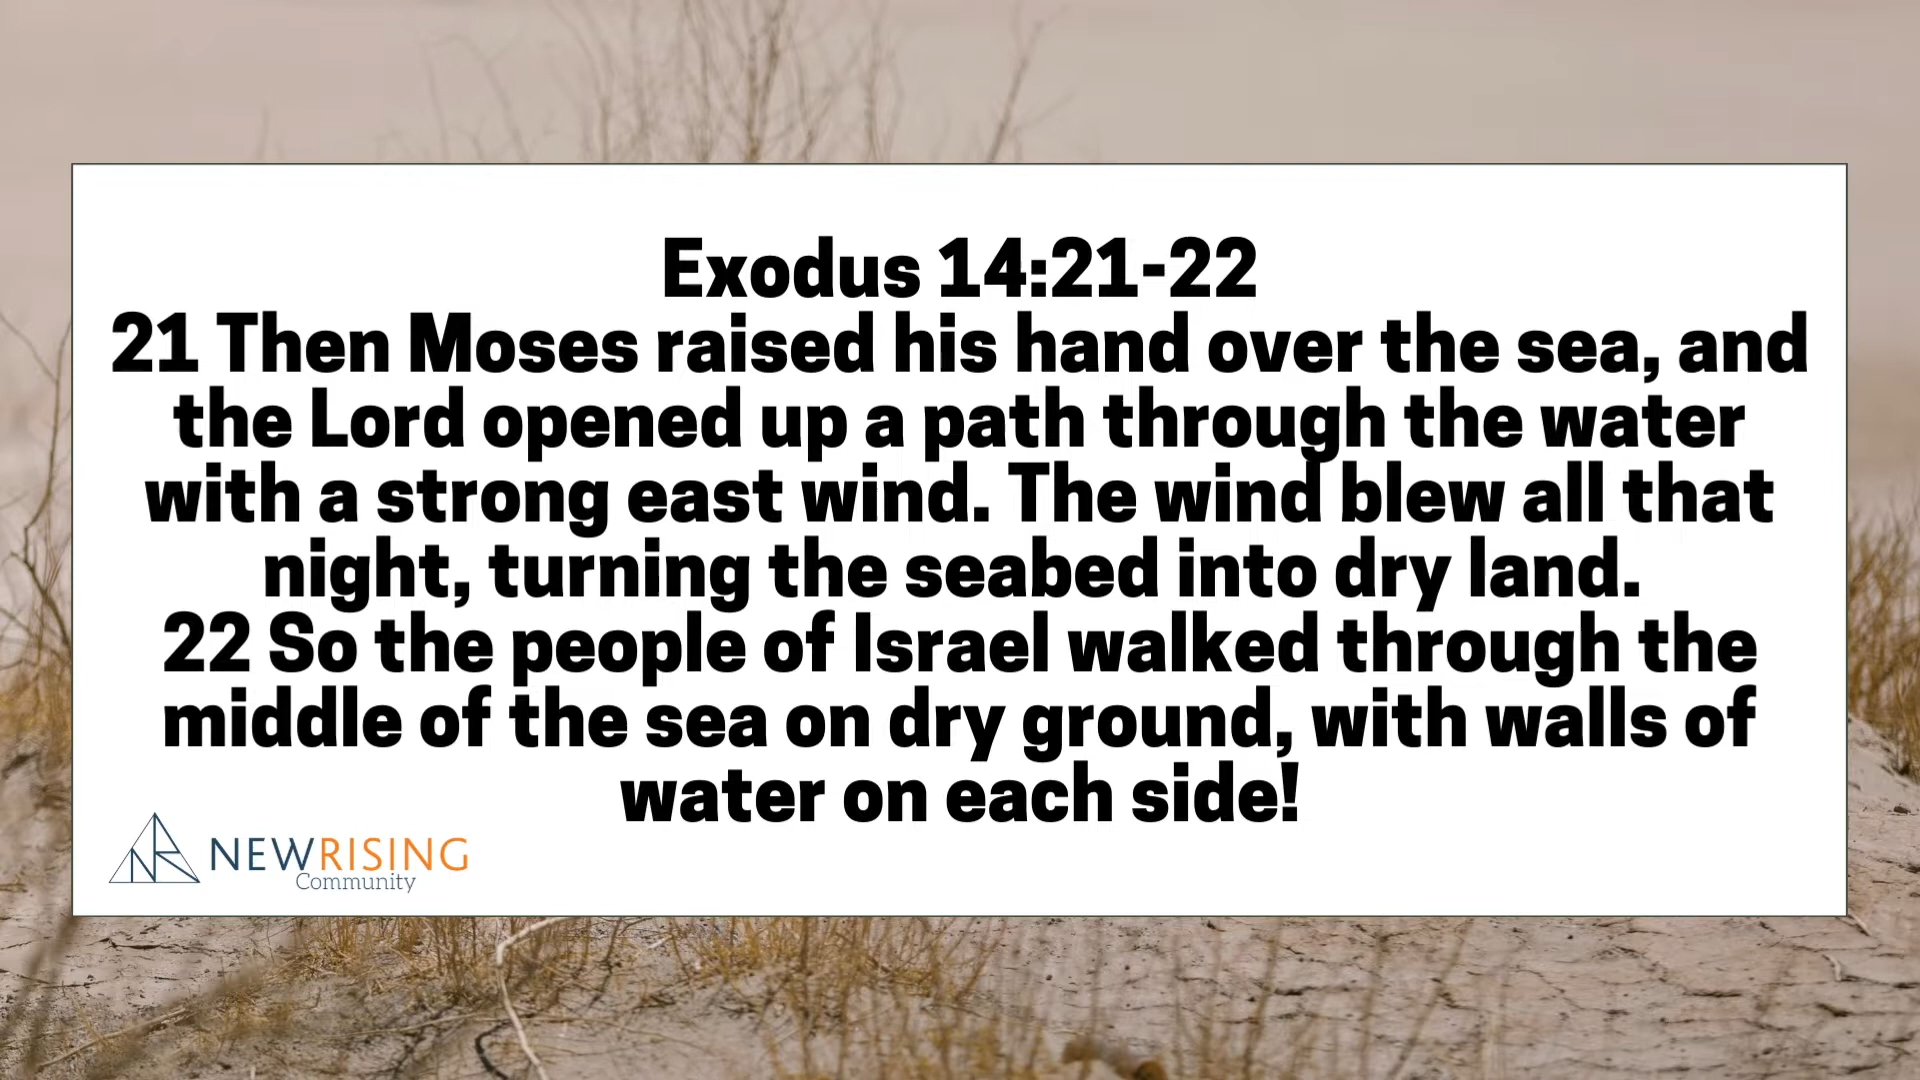 Exodus 14:21-22
21 Then Moses raised his hand over the sea, and
the Lord opened up a path through the water
with a strong east wind. The wind blew all that
night, turning the seabed into dry land.
22 So the people of Israel walked through the
middle of the sea on dry ground, with walls of
water on each side!
NEWRISING
Community